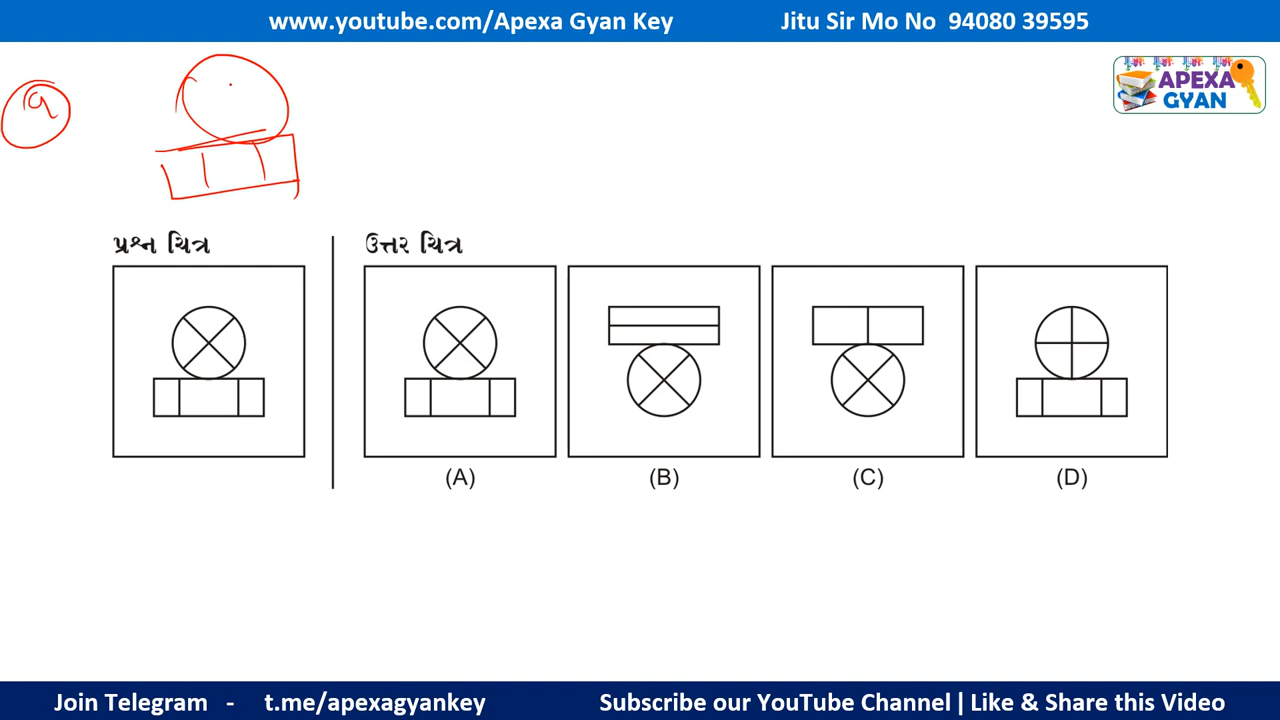 www.youtube.com/Apexa Gyan Key Jitu Sir Mo No 94080 39595
APEXA
GYAN
પ્રશ્ન ચિત્ર ઉત્તર ચિત્ર
(A) (B) (C) (D)
Join Telegram - t.me/apexagyankey Subscribe our YouTube Channel | Like & Share this Video